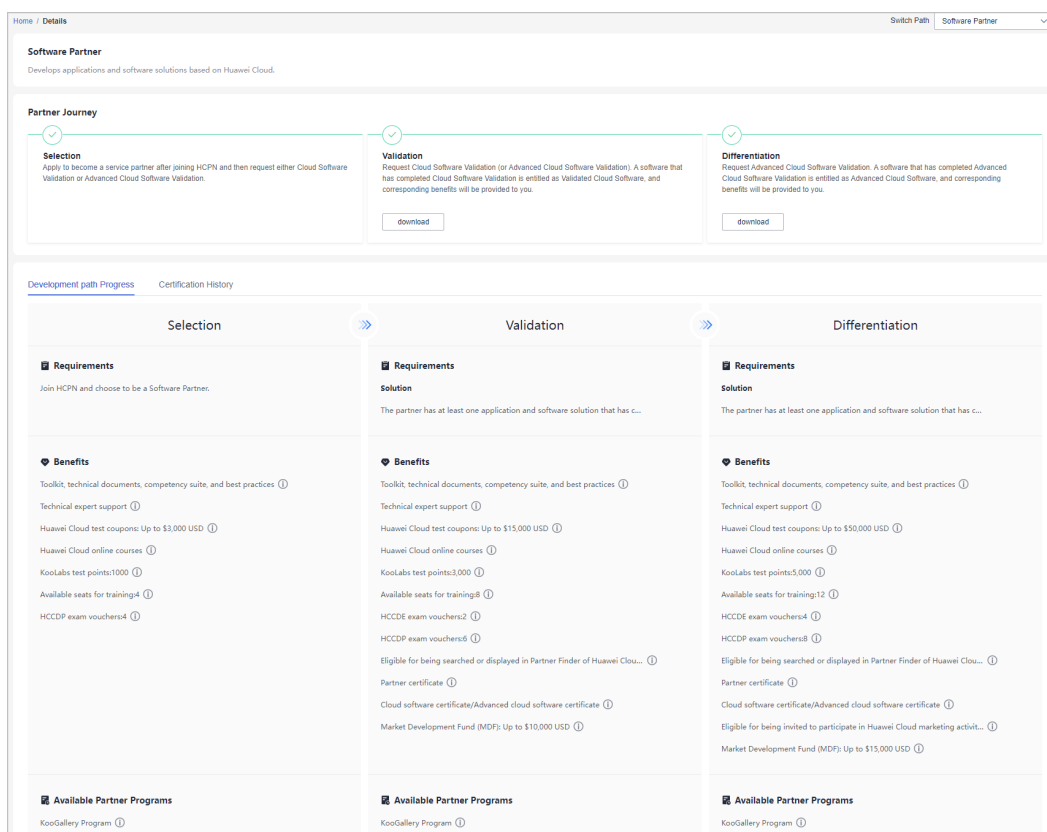 Home / Details
Switch Path Software Partner
Software Partner
Develops applications and software solutions based on Huawei Cloud.
Partner Journey
Selection
Apply to become a service partner after joining HCPN and then request either Cloud Software
Validation or Advanced Cloud Software Validation.
Validation
Request Cloud Software Validation (or Advanced Cloud Software Validation). A software that
has completed Cloud Software Validation is entitled as Validated Cloud Software, and
corresponding benefits will be provided to you.
download
Differentiation
Request Advanced Cloud Software Validation. A software that has completed Advanced
Cloud Software Validation is entitled as Advanced Cloud Software, and corresponding
benefits will be provided to you.
download
Development path Progress Certification History
Selection
Requirements
Join HCPN and choose to be a Software Partner.
Benefits
Toolkit, technical documents, competency suite, and best practices
Technical expert support
Huawei Cloud test coupons: Up to $3,000 USD
Huawei Cloud online courses
KooLabs test points:1000
Available seats for training:4
HCCDP exam vouchers:4
Available Partner Programs
KooGallery Program
Validation
Requirements
Solution
The partner has at least one application and software solution that has c...
Benefits
Toolkit, technical documents, competency suite, and best practices
Technical expert support
Huawei Cloud test coupons: Up to $15,000 USD
Huawei Cloud online courses
KooLabs test points:3,000
Available seats for training:8
HCCDE exam vouchers:2
HCCDP exam vouchers:6
Eligible for being searched or displayed in Partner Finder of Huawei Clou...
Partner certificate
Cloud software certificate/Advanced cloud software certificate
Market Development Fund (MDF): Up to $10,000 USD
Available Partner Programs
KooGallery Program
Differentiation
Requirements
Solution
The partner has at least one application and software solution that has c...
Benefits
Toolkit, technical documents, competency suite, and best practices
Technical expert support
Huawei Cloud test coupons: Up to $50,000 USD
Huawei Cloud online courses
KooLabs test points:5,000
Available seats for training:12
HCCDE exam vouchers:4
HCCDP exam vouchers:8
Eligible for being searched or displayed in Partner Finder of Huawei Clou...
Partner certificate
Cloud software certificate/Advanced cloud software certificate
Eligible for being invited to participate in Huawei Cloud marketing activit...
Market Development Fund (MDF): Up to $15,000 USD
Available Partner Programs
KooGallery Program